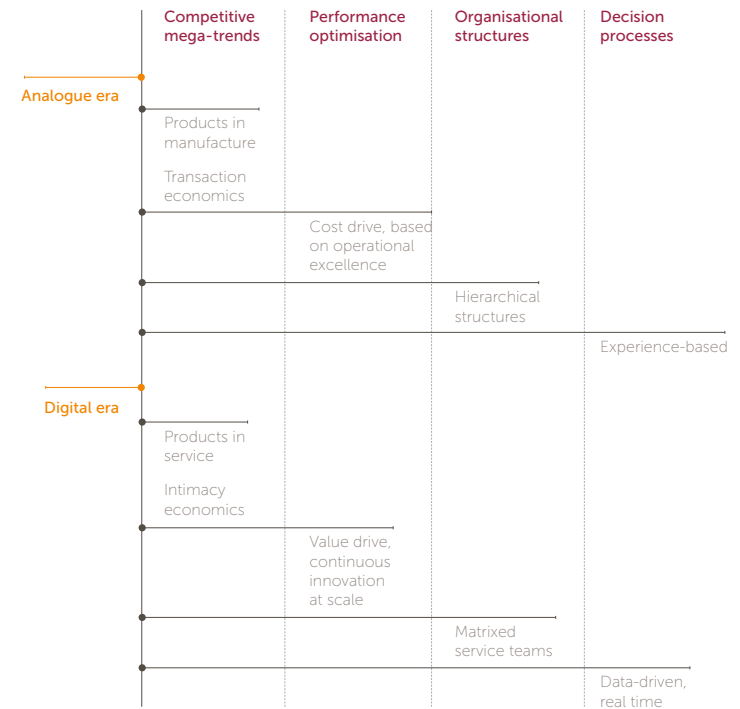 Competitive
mega-trends
Performance
optimisation
Organisational
structures
Decision
processes
Analogue era
Products in
manufacture
Transaction
economics
Cost drive, based
on operational
excellence
Hierarchical
structures
Experience-based
Digital era
Products in
service
Intimacy
economics
Value drive,
continuous
innovation
at scale
Matrixed
service teams
Data-driven,
real time